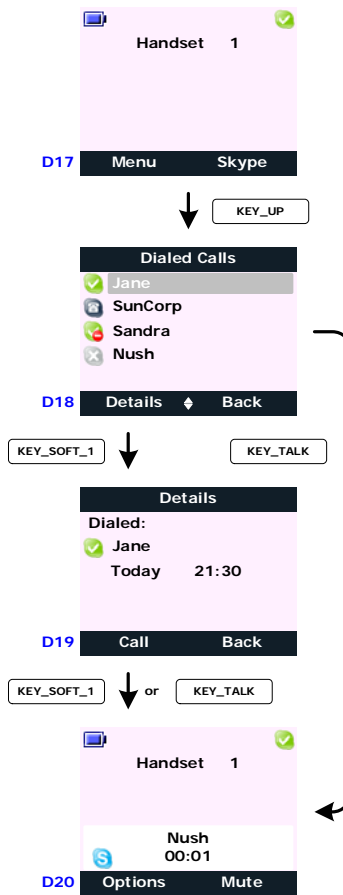 Handset 1
D17 Menu Skype
KEY_UP
Dialed Calls
Jane
SunCorp
Sandra
Nush
D18 Details Back
KEY_SOFT_1 KEY_TALK
Details
Dialed:
Jane
Today 21:30
D19 Call Back
KEY_SOFT_1 or KEY_TALK
Handset 1
Nush
00:01
D20 Options Mute